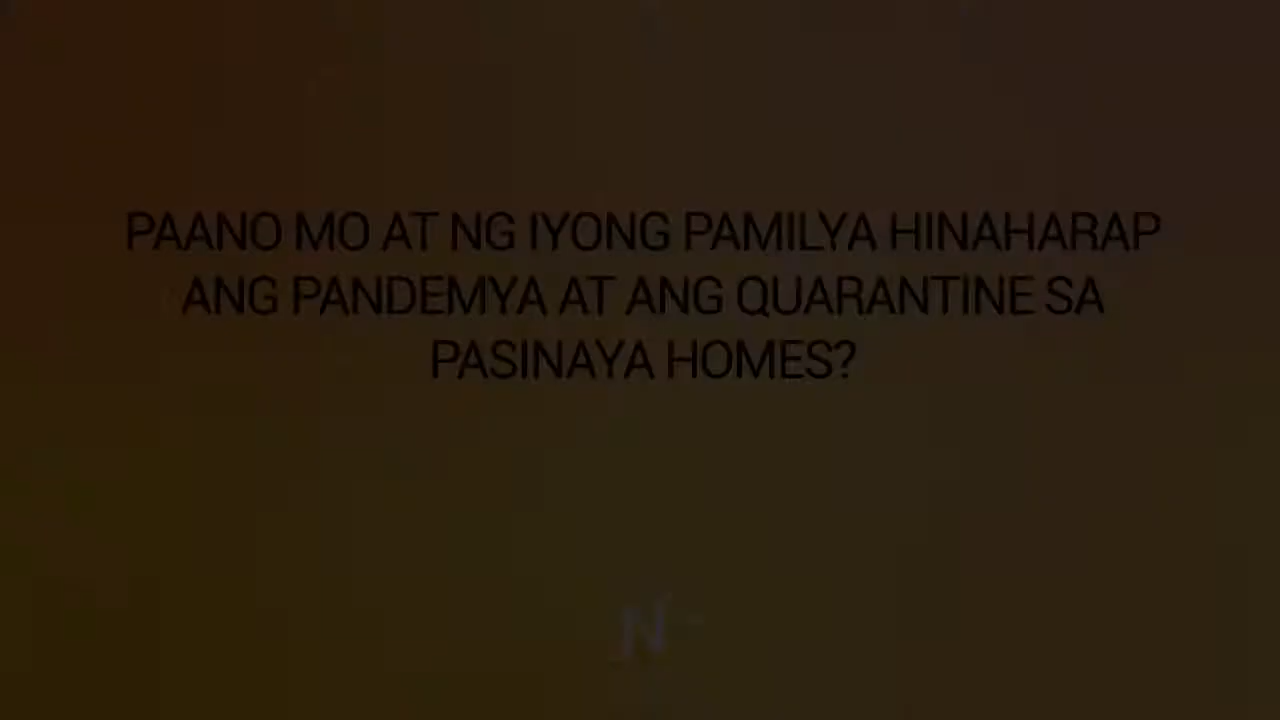 PAANO MO AT NG IYONG PAMILYA HINAHARAP
ANG PANDEMYA AT ANG QUARANTINE SA
PASINAYA HOMES?
N